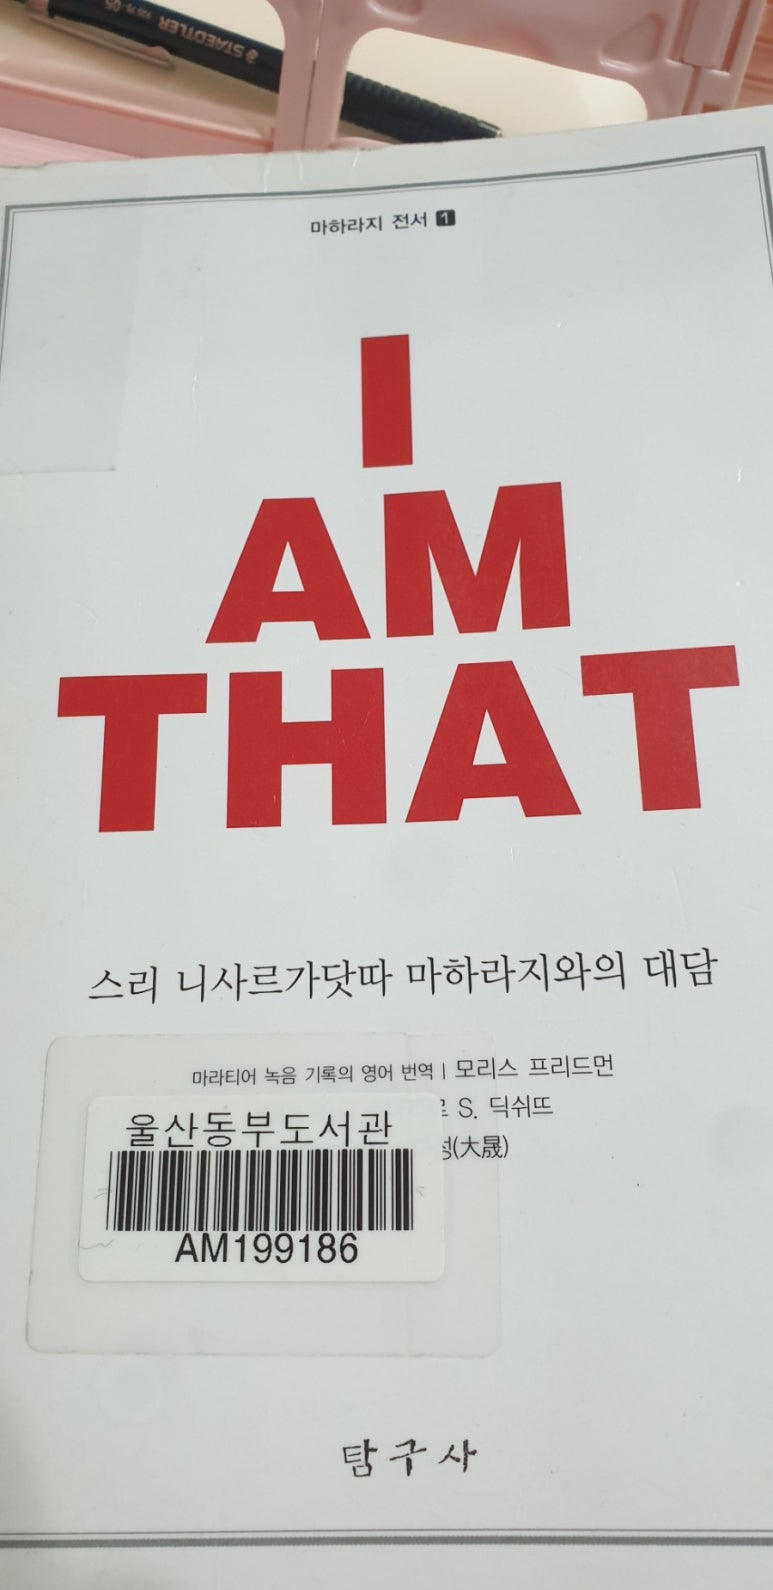 STAEDTLER 925 75-05
마하라지 전서 1
I
AM
THAT
스리 니사르가닷따 마하라지와의 대담
마라티어 녹음 기록의 영어 번역 | 모리스 프리드먼
S. 딕쉬뜨
(大晟)
울산동부도서관
AM199186
탐구사